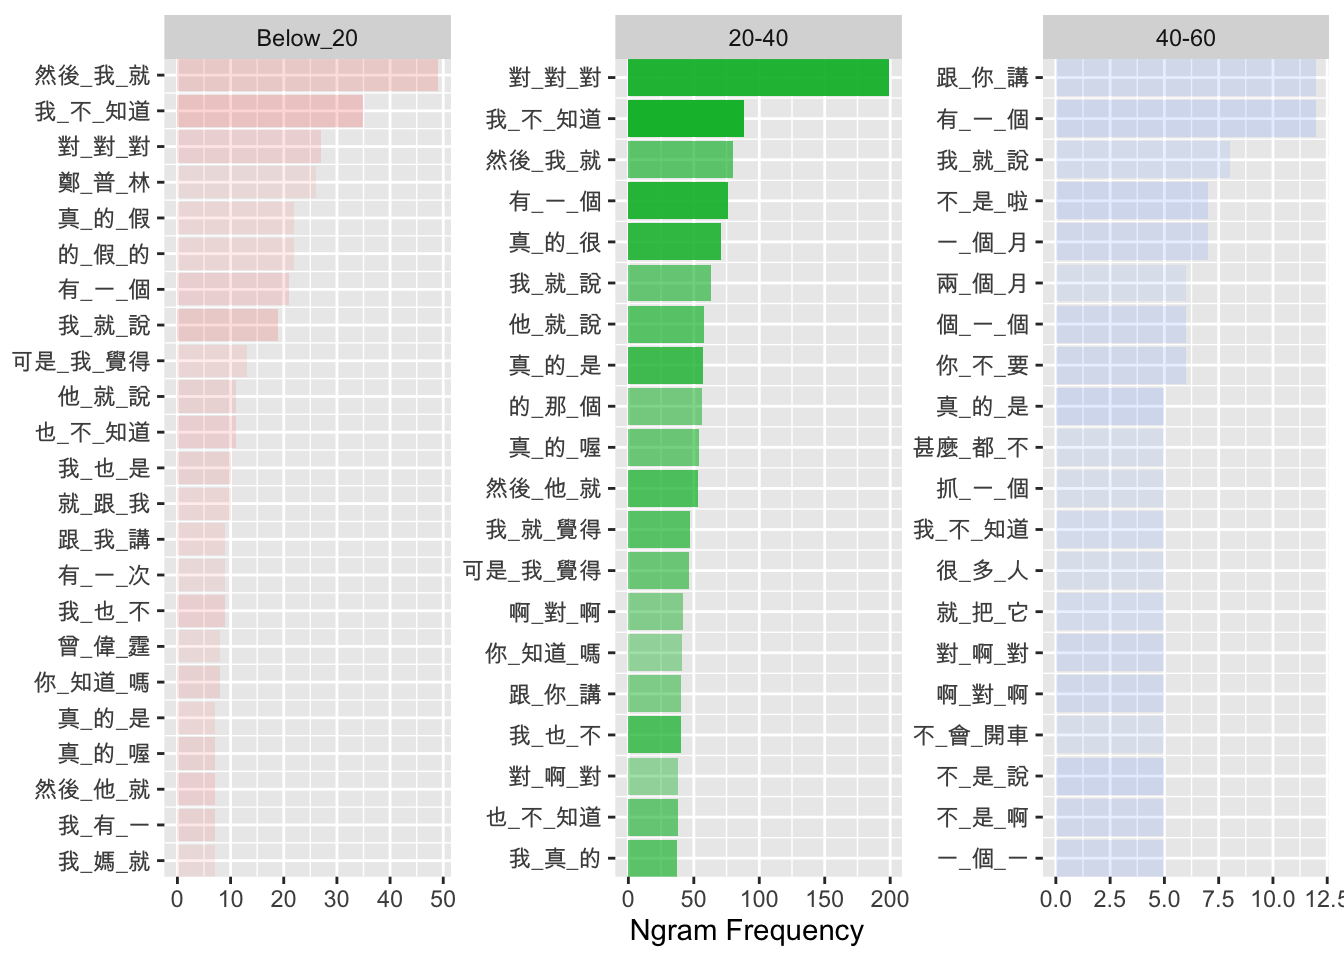 Below_20
然後_我_就
我_不_知道
對_對_對
鄭_普_林
真_的_假
的_假_的
有_一_個
我_就_說
可是_我_覺得
他_就_說
也_不_知道
我_也_是
就_跟_我
跟_我_講
有_一_次
我_也_不
曾_偉_霆
你_知道_嗎
真_的_是
真_的_喔
然後_他_就
我_有_一
我_媽_就
0 10 20 30 40 50
20-40
對_對_對
我_不_知道
然後_我_就
有_一_個
真_的_很
我_就_說
他_就_說
真_的_是
的_那_個
真_的_喔
然後_他_就
我_就_覺得
可是_我_覺得
啊_對_啊
你_知道_嗎
跟_你_講
我_也_不
對_啊_對
也_不_知道
我_真_的
0 50 100 150 200
40-60
跟_你_講
有_一_個
我_就_說
不_是_啦
一_個_月
兩_個_月
個_一_個
你_不_要
真_的_是
甚麼_都_不
抓_一_個
我_不_知道
很_多_人
就_把_它
對_啊_對
啊_對_啊
不_會_開車
不_是_說
不_是_啊
一_個_一
0.0 2.5 5.0 7.5 10.0 12.5
Ngram Frequency